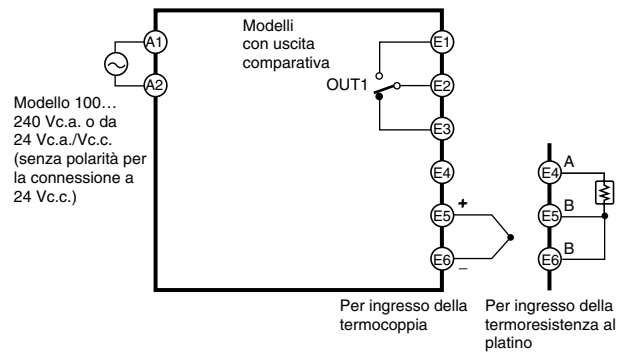 Modelli
con uscita
comparativa
A1
A2
OUT1
E1
E2
E3
E4
E5
E6
+
–
Modello 100…
240 Vc.a. o da
24 Vc.a./Vc.c.
(senza polarità per
la connessione a
24 Vc.c.)
E4
A
E5
B
E6
B
Per ingresso della
termocoppia
Per ingresso della
termoresistenza al
platino